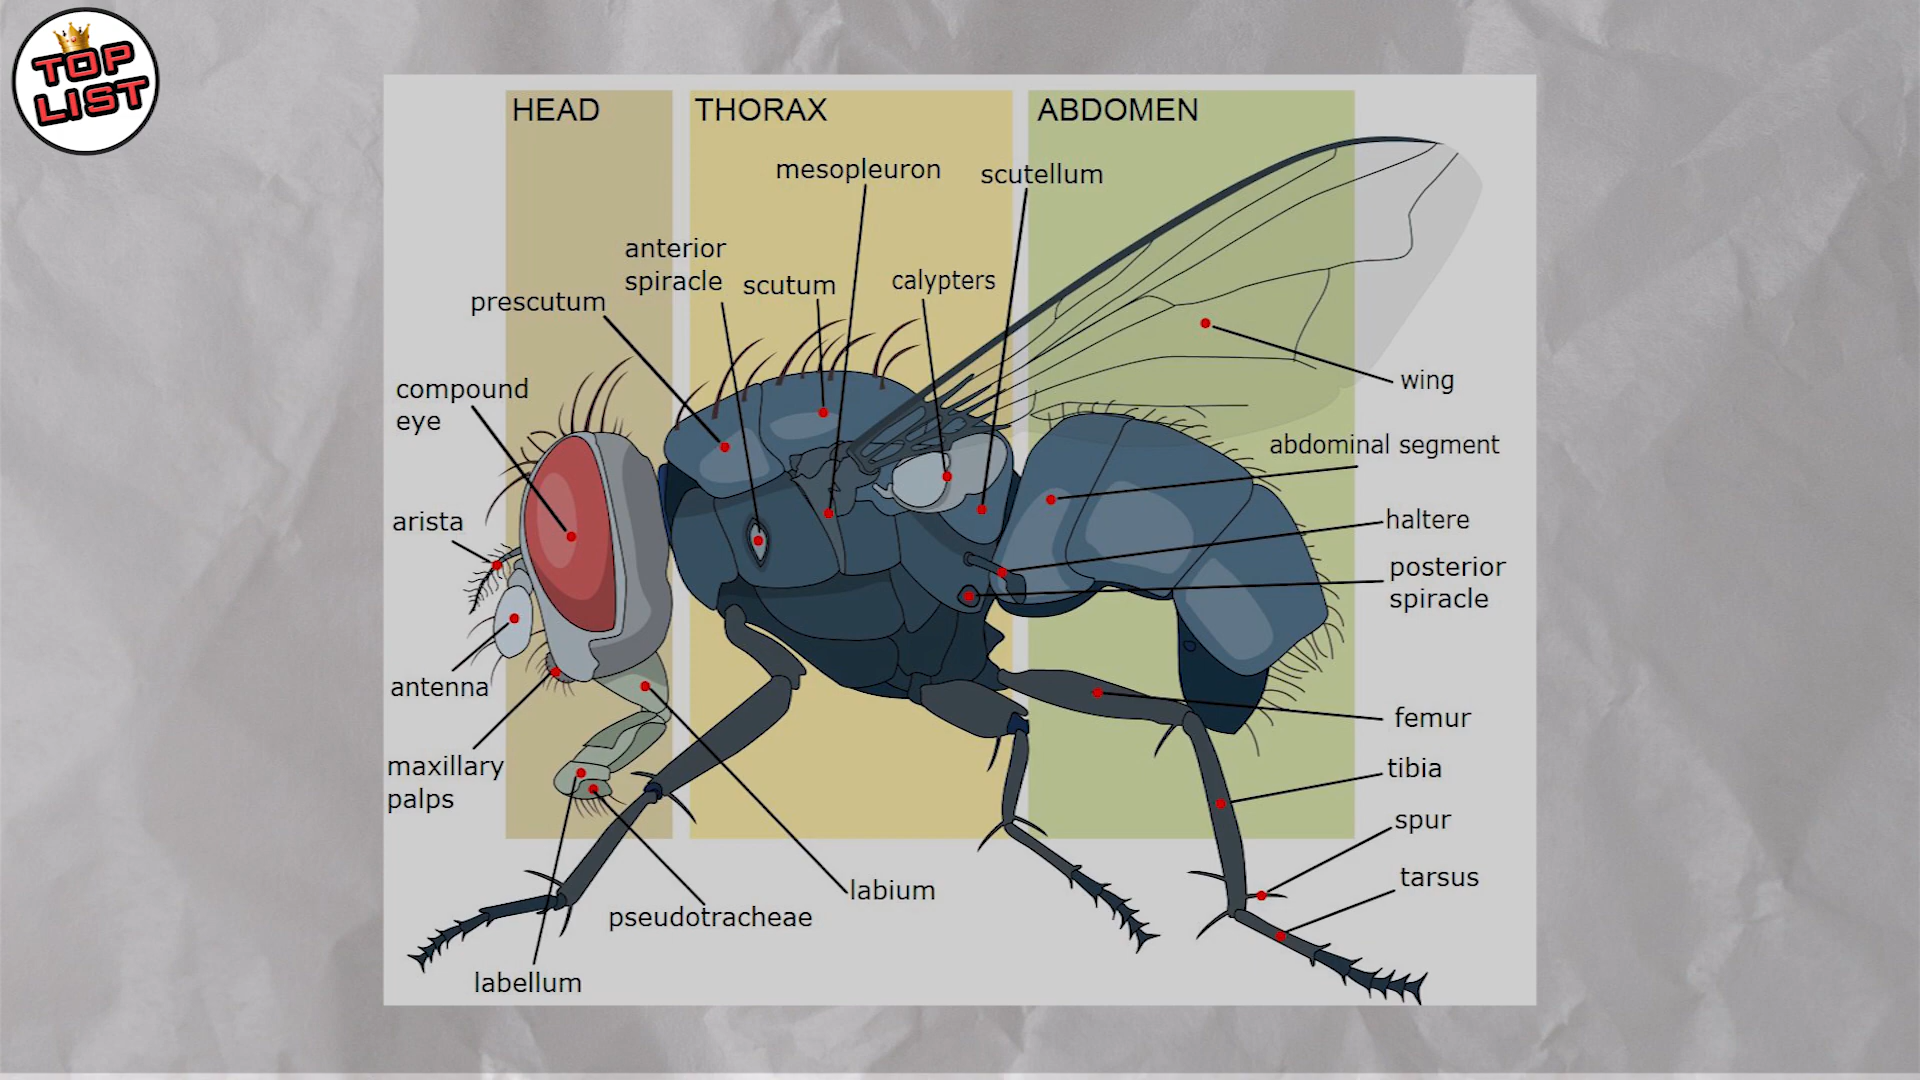 TOP
LIST
HEAD
THORAX
ABDOMEN
mesopleuron
scutellum
anterior
spiracle
scutum
calypters
prescutum
compound
eye
wing
abdominal segment
arista
haltere
posterior
spiracle
antenna
femur
maxillary
palps
tibia
spur
tarsus
labium
pseudotracheae
labellum